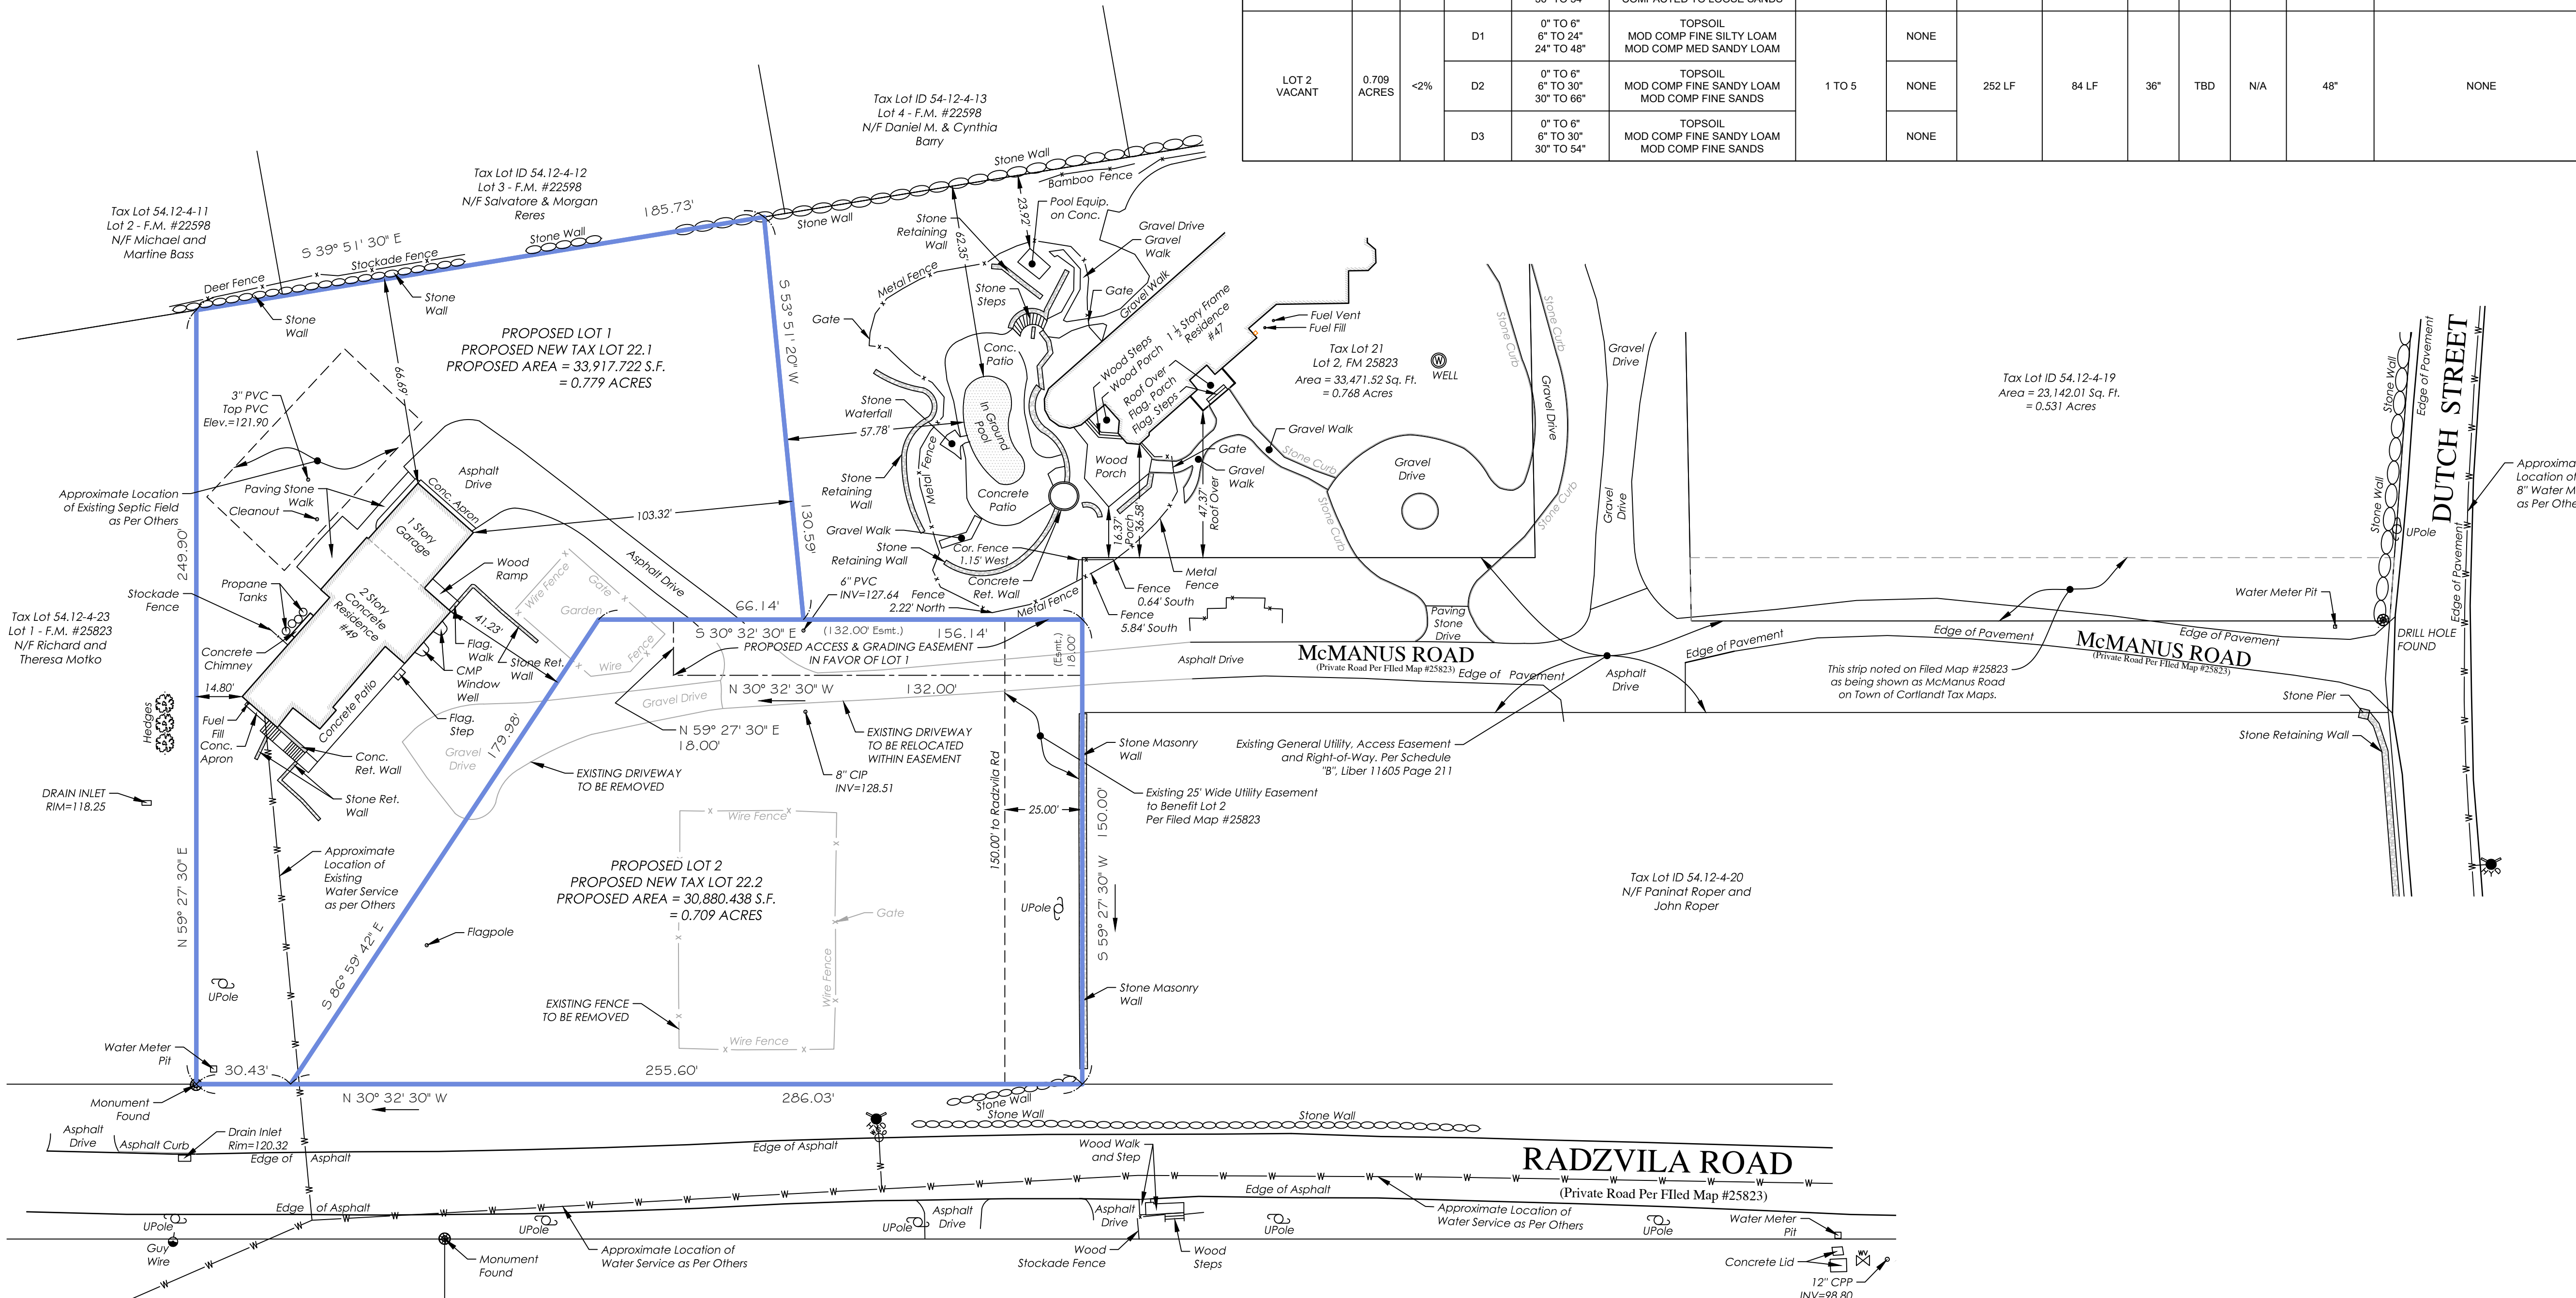 COMPACTED TO LOOSE SANDS
LOT 2
VACANT
0.709
ACRES
<2%
D1
0" TO 6"
6" TO 24"
24" TO 48"
TOPSOIL
MOD COMP FINE SILTY LOAM
MOD COMP MED SANDY LOAM
NONE
D2
0" TO 6"
6" TO 30"
30" TO 66"
TOPSOIL
MOD COMP FINE SANDY LOAM
MOD COMP FINE SANDS
1 TO 5
NONE
252 LF
84 LF
36"
TBD
N/A
48"
NONE
D3
0" TO 6"
6" TO 30"
30" TO 54"
TOPSOIL
MOD COMP FINE SANDY LOAM
MOD COMP FINE SANDS
NONE
Tax Lot ID 54-12-4-13
Lot 4 - F.M. #22598
N/F Daniel M. & Cynthia
Barry
Tax Lot ID 54.12-4-12
Lot 3 - F.M. #22598
N/F Salvatore & Morgan
Reres
Tax Lot 54.12-4-11
Lot 2 - F.M. #22598
N/F Michael and
Martine Bass
S 39° 51' 30" E
185.73'
Deer Fence
Stockade Fence
Stone Wall
Stone
Wall
Stone
Wall
Stone Wall
Stone Wall
Bamboo Fence
23.92'
62.35'
Pool Equip.
on Conc.
Stone
Retaining
Wall
Gravel Drive
Gravel
Walk
Metal Fence
Stone
Steps
Gate
Gate
Gravel Walk
PROPOSED LOT 1
PROPOSED NEW TAX LOT 22.1
PROPOSED AREA = 33,917.722 S.F.
= 0.779 ACRES
66.69'
S 53° 51' 20" W
130.59'
Conc.
Patio
In Ground
Pool
Concrete
Patio
Stone
Waterfall
57.78'
Metal Fence
Stone
Retaining
Wall
Gravel Walk
Stone
Retaining Wall
Cor. Fence
1.15' West
Concrete
Ret. Wall
Wood Steps
Wood Porch
1 1/2 Story Frame
Residence
#47
Roof Over
Flag. Porch
Flag. Steps
Wood
Porch
Fuel Vent
Fuel Fill
Tax Lot 21
Lot 2, FM 25823
Area = 33,471.52 Sq. Ft.
= 0.768 Acres
W
WELL
Gravel Walk
Gate
Gravel
Walk
16.37'
Porch
36.58'
47.37'
Roof Over
Metal
Fence
Fence
0.64' South
Fence
5.84' South
Stone Curb
Stone Curb
Gravel Drive
Gravel
Drive
Stone Curb
Gravel
Drive
Stone Curb
Stone Curb
Gravel
Drive
Paving
Stone
Drive
Tax Lot ID 54.12-4-19
Area = 23,142.01 Sq. Ft.
= 0.531 Acres
Stone Wall
Edge of Pavement
DUTCH STREET
Stone Wall
Edge of Pavement
UPole
8" Water
Water Meter Pit
DRILL HOLE
FOUND
3" PVC
Top PVC
Elev.=121.90
Approximate Location
of Existing Septic Field
as Per Others
Paving Stone
Walk
Cleanout
Asphalt
Drive
Conc. Apron
1 Story
Garage
103.32'
Asphalt Drive
Wood
Ramp
Wire Fence
Gate
Garden
Wire Fence
249.90'
Propane
Tanks
Stockade
Fence
2 Story
Concrete
Residence
#49
41.23'
Flag.
Walk
Stone Ret.
Wall
CMP
Window
Well
Concrete
Chimney
14.80'
Concrete Patio
Flag.
Step
Hedges
Fuel
Fill
Conc.
Apron
Conc.
Ret. Wall
Stone Ret.
Wall
Tax Lot 54.12-4-23
Lot 1 - F.M. #25823
N/F Richard and
Theresa Motko
DRAIN INLET
RIM=118.25
6" PVC
INV=127.64
Fence
2.22' North
Metal Fence
66.14'
S 30° 32' 30" E
(132.00' Esmt.)
156.14'
PROPOSED ACCESS & GRADING EASEMENT
IN FAVOR OF LOT 1
(Esmt.)
18.00'
N 30° 32' 30" W
132.00'
Gravel Drive
N 59° 27' 30" E
18.00'
EXISTING DRIVEWAY
TO BE RELOCATED
WITHIN EASEMENT
8" CIP
INV=128.51
Gravel
Drive
179.98'
EXISTING DRIVEWAY
TO BE REMOVED
Asphalt Drive
McMANUS ROAD
(Private Road Per FIled Map #25823)
Edge of Pavement
Asphalt
Drive
Edge of Pavement
Edge of Pavement
McMANUS ROAD
(Private Road Per FIled Map #25823)
Edge of Pavement
This strip noted on Filed Map #25823
as being shown as McManus Road
on Town of Cortlandt Tax Maps.
Stone Pier
Stone Retaining Wall
Stone Masonry
Wall
Existing General Utility, Access Easement
and Right-of-Way. Per Schedule
"B", Liber 11605 Page 211
Existing 25' Wide Utility Easement
to Benefit Lot 2
Per Filed Map #25823
150.00' to Radzvila Rd
25.00'
S 59° 27' 30" W 150.00'
Approximate
Location of
Existing
Water Service
as per Others
PROPOSED LOT 2
PROPOSED NEW TAX LOT 22.2
PROPOSED AREA = 30,880.438 S.F.
= 0.709 ACRES
Wire Fence
Gate
Wire Fence
Wire Fence
UPole
Tax Lot ID 54.12-4-20
N/F Paninat Roper and
John Roper
N 59° 27' 30" E
S 86° 59' 42" E
Flagpole
UPole
EXISTING FENCE
TO BE REMOVED
Stone Masonry
Wall
Water Meter
Pit
30.43'
255.60'
Monument
Found
N 30° 32' 30" W
286.03'
Stone Wall
Stone Wall
Stone Wall
Asphalt
Drive
Asphalt Curb
Drain Inlet
Rim=120.32
Edge of Asphalt
HYD
Edge of Asphalt
Wood Walk
and Step
RADZVILA ROAD
(Private Road Per FIled Map #25823)
Edge of Asphalt
Edge of Asphalt
UPole
Guy
Wire
Monument
Found
UPole
Approximate Location of
Water Service as Per Others
UPole
Asphalt
Drive
Asphalt
Drive
Wood
Stockade Fence
Wood
Steps
UPole
Approximate Location of
Water Service as Per Others
UPole
Water Meter
Pit
Concrete Lid
WV
12" CPP
INV=98.80